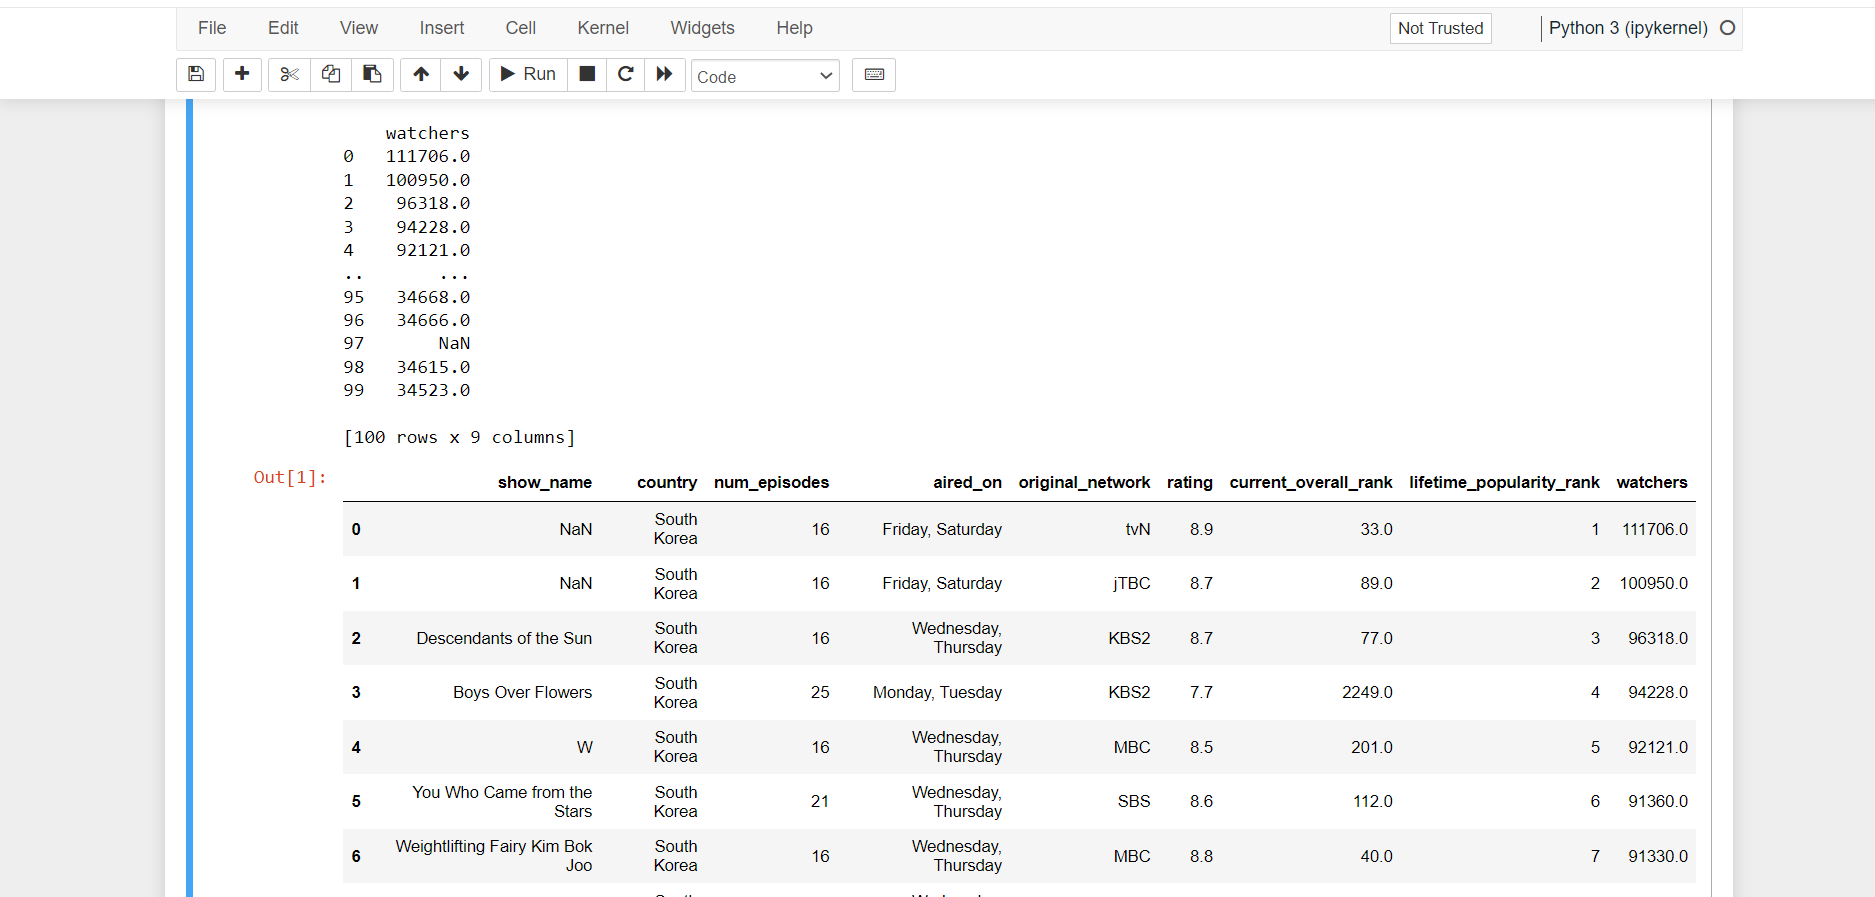 File Edit View Insert Cell Kernel Widgets Help Not Trusted Python 3 (ipykernel)
Run Code
watchers
0 111706.0
1 100950.0
2 96318.0
3 94228.0
4 92121.0
.. ...
95 34668.0
96 34666.0
97 NaN
98 34615.0
99 34523.0
[100 rows x 9 columns]
Out[1]:
show_name country num_episodes aired_on original_network rating current_overall_rank lifetime_popularity_rank watchers
0 NaN South Korea 16 Friday, Saturday tvN 8.9 33.0 1 111706.0
1 NaN South Korea 16 Friday, Saturday jTBC 8.7 89.0 2 100950.0
2 Descendants of the Sun South Korea 16 Wednesday, Thursday KBS2 8.7 77.0 3 96318.0
3 Boys Over Flowers South Korea 25 Monday, Tuesday KBS2 7.7 2249.0 4 94228.0
4 W South Korea 16 Wednesday, Thursday MBC 8.5 201.0 5 92121.0
5 You Who Came from the Stars South Korea 21 Wednesday, Thursday SBS 8.6 112.0 6 91360.0
6 Weightlifting Fairy Kim Bok Joo South Korea 16 Wednesday, Thursday MBC 8.8 40.0 7 91330.0